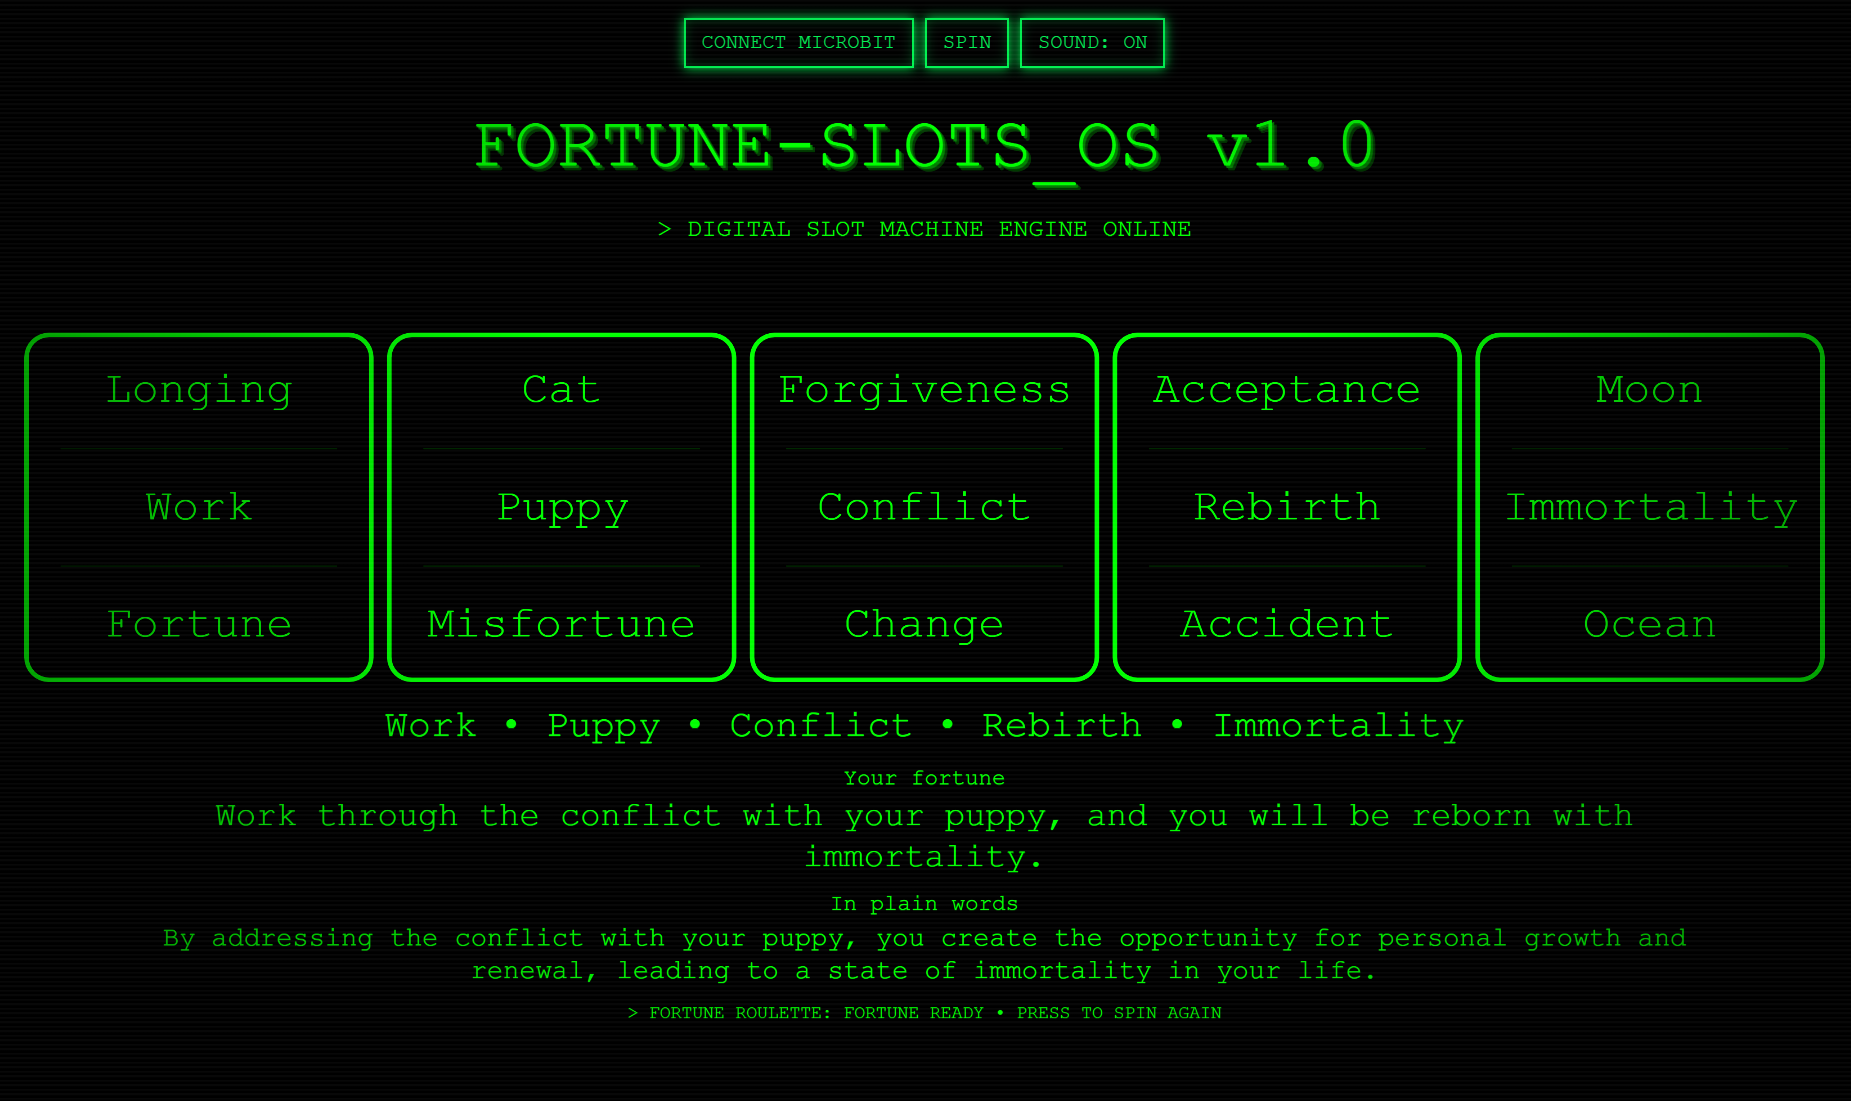 CONNECT MICROBIT SPIN SOUND: ON
FORTUNE-SLOTS_OS v1.0
> DIGITAL SLOT MACHINE ENGINE ONLINE
Longing Cat Forgiveness Acceptance Moon
Work Puppy Conflict Rebirth Immortality
Fortune Misfortune Change Accident Ocean
Work • Puppy • Conflict • Rebirth • Immortality
Your fortune
Work through the conflict with your puppy, and you will be reborn with
immortality.
In plain words
By addressing the conflict with your puppy, you create the opportunity for personal growth and
renewal, leading to a state of immortality in your life.
> FORTUNE ROULETTE: FORTUNE READY • PRESS TO SPIN AGAIN